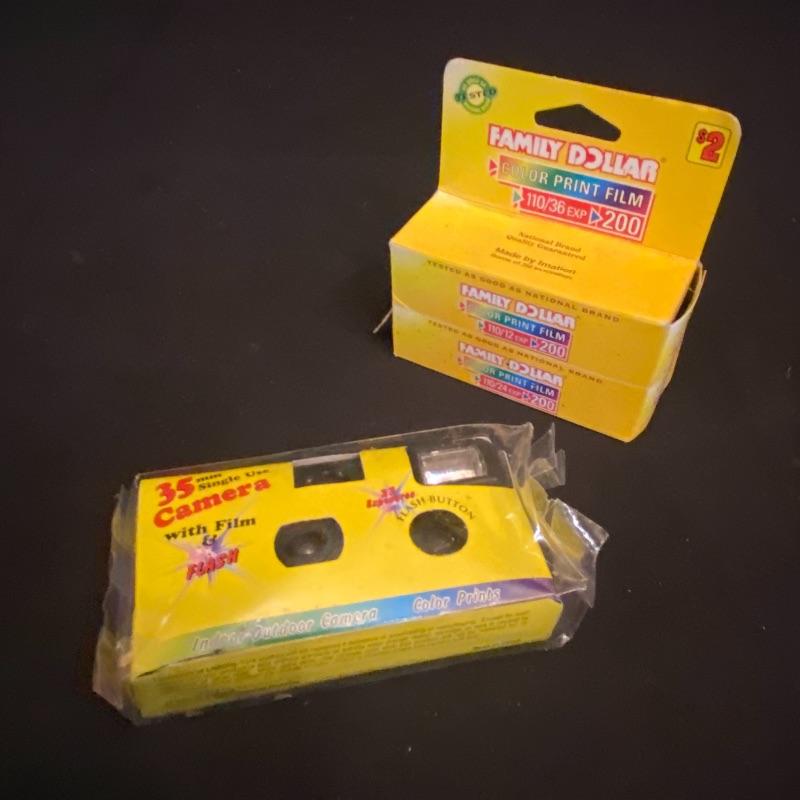 TESTED
$2
FAMILY DOLLAR
COLOR PRINT FILM
110/36 EXP 200
National Brand
Quality Guaranteed
Made by Imation
TESTED AS GOOD AS NATIONAL BRAND
FAMILY DOLLAR
COLOR PRINT FILM
110/12 EXP 200
TESTED AS GOOD AS NATIONAL BRAND
FAMILY DOLLAR
COLOR PRINT FILM
110/24 EXP 200
35mm
Single Use
Camera
with Film
&
FLASH
Exposures
FLASH-BUTTON
Indoor Outdoor Camera Color Prints